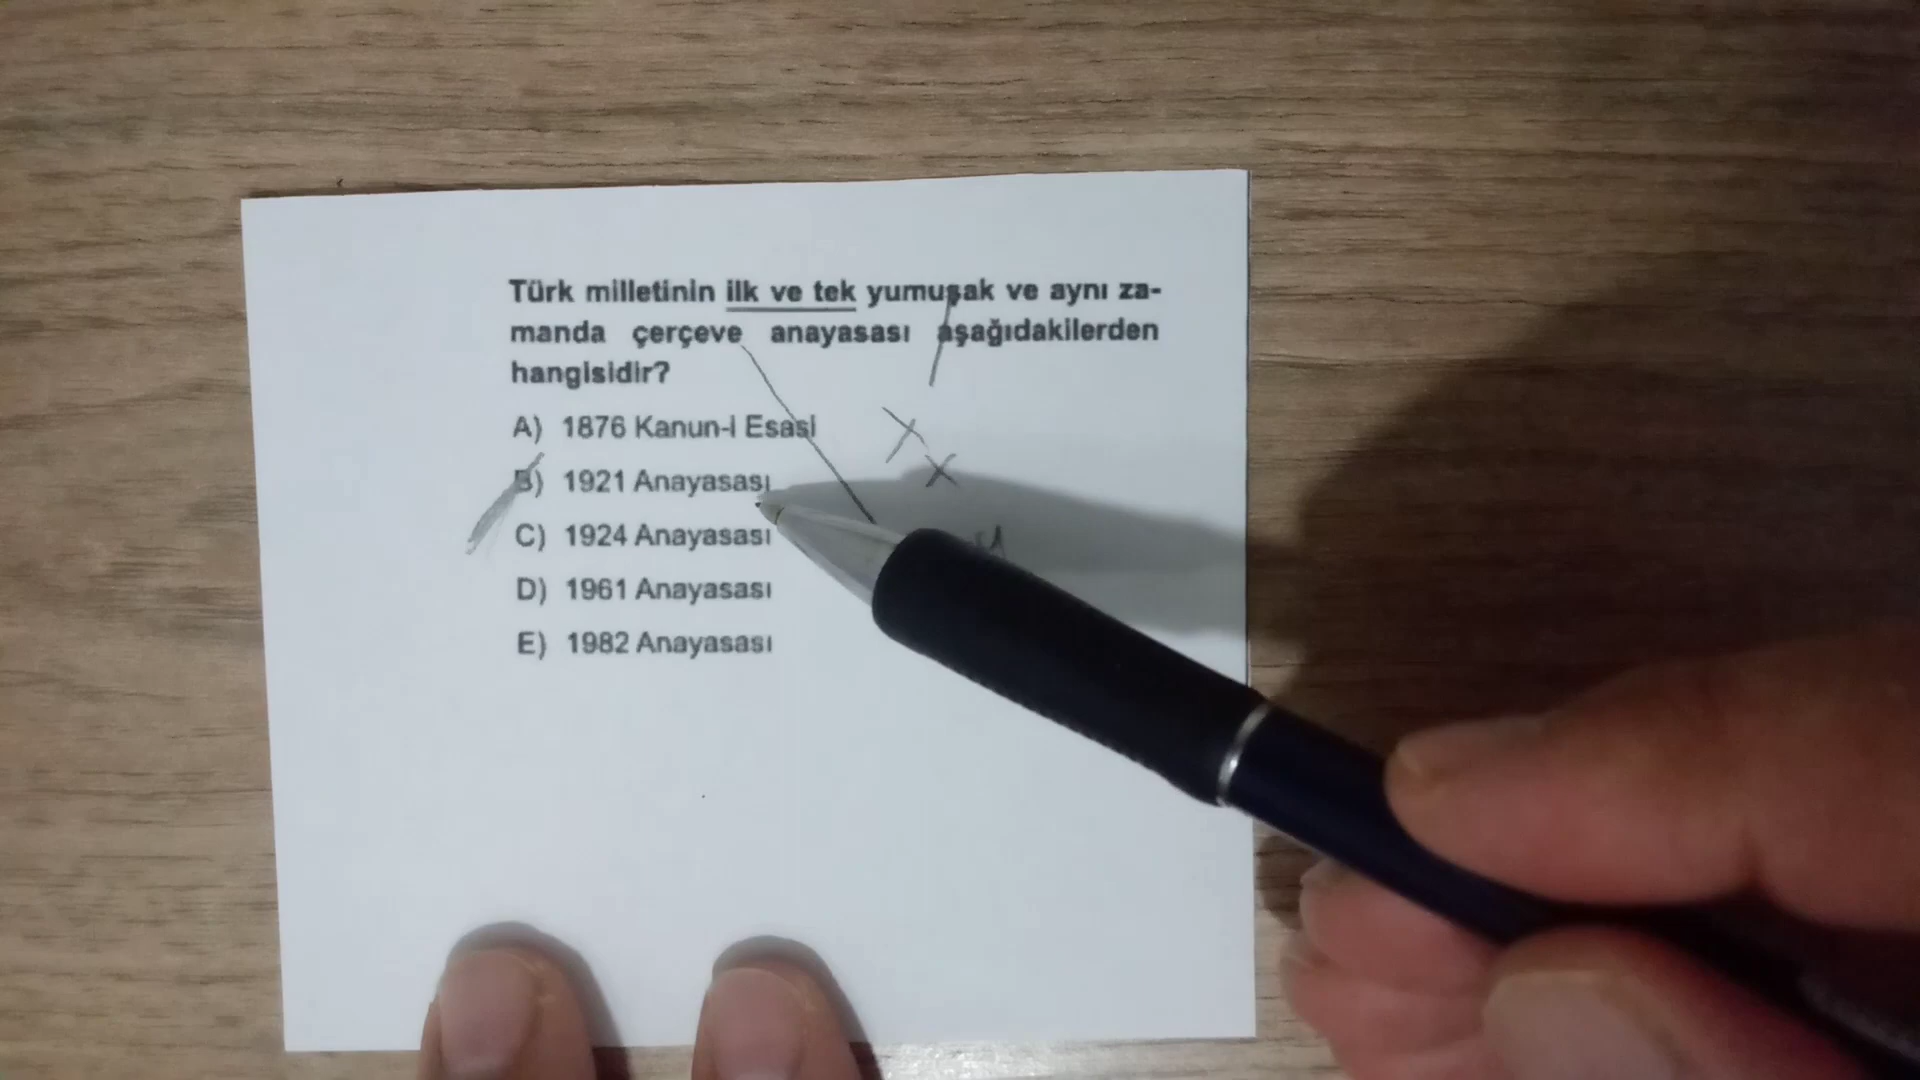 Türk milletinin ilk ve tek yumuşak ve aynı za-
manda çerçeve anayasası aşağıdakilerden
hangisidir?
A) 1876 Kanun-i Esasi
B) 1921 Anayasası
C) 1924 Anayasası
D) 1961 Anayasası
E) 1982 Anayasası